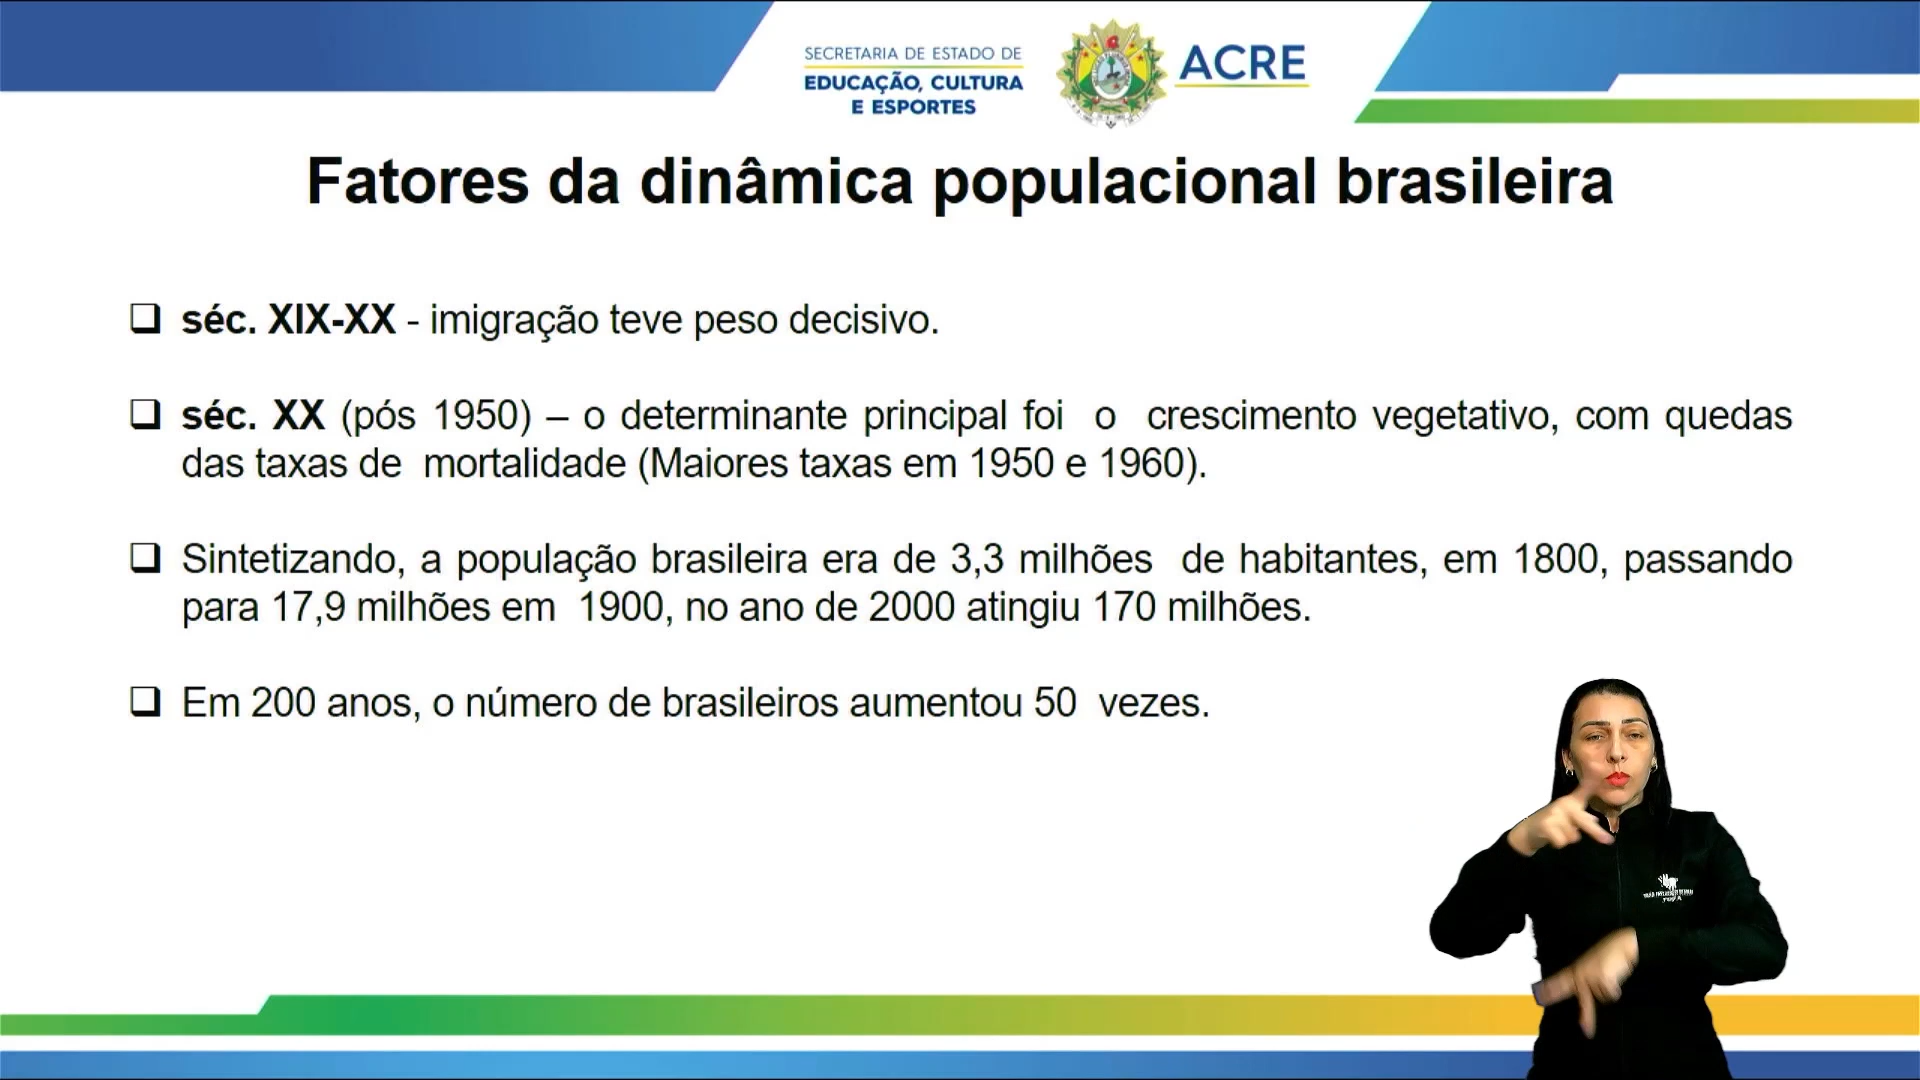 SECRETARIA DE ESTADO DE
EDUCAÇÃO, CULTURA
E ESPORTES
ACRE
Fatores da dinâmica populacional brasileira
séc. XIX-XX - imigração teve peso decisivo.
séc. XX (pós 1950) – o determinante principal foi o crescimento vegetativo, com quedas
das taxas de mortalidade (Maiores taxas em 1950 e 1960).
Sintetizando, a população brasileira era de 3,3 milhões de habitantes, em 1800, passando
para 17,9 milhões em 1900, no ano de 2000 atingiu 170 milhões.
Em 200 anos, o número de brasileiros aumentou 50 vezes.